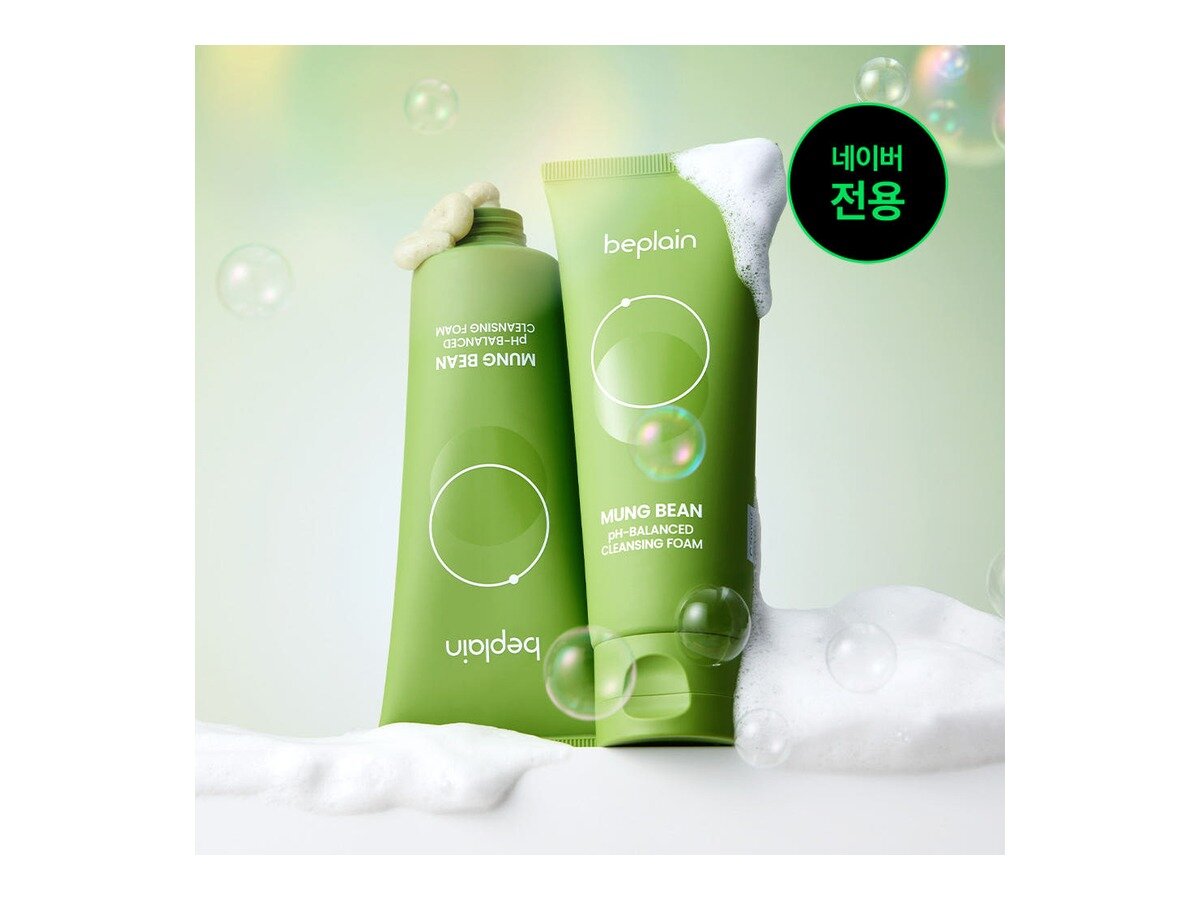 네이버
전용
beplain
MUNG BEAN
pH-BALANCED
CLEANSING FOAM
MUNG BEAN
pH-BALANCED
CLEANSING FOAM
beplain